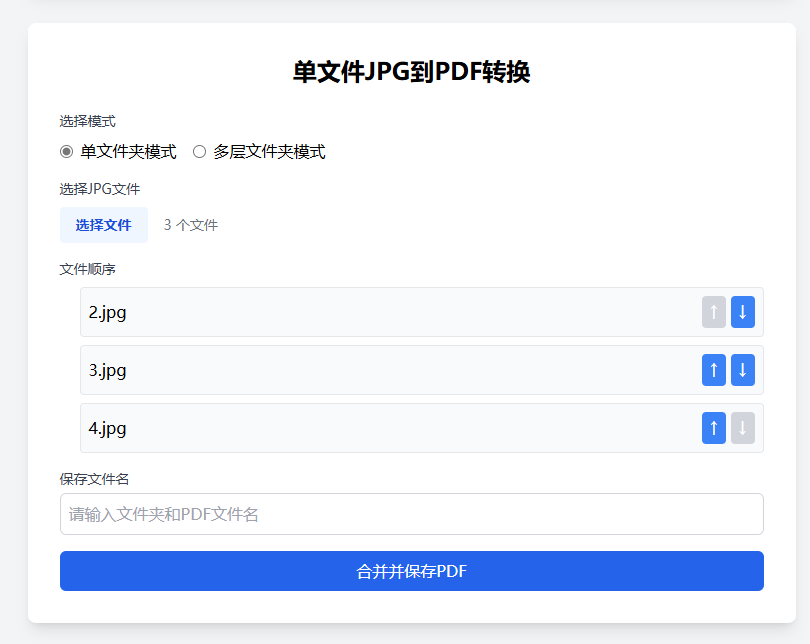 单文件JPG到PDF转换
选择模式
单文件夹模式 多层文件夹模式
选择JPG文件
选择文件 3 个文件
文件顺序
2.jpg ↑ ↓
3.jpg ↑ ↓
4.jpg ↑ ↓
保存文件名
请输入文件夹和PDF文件名
合并并保存PDF